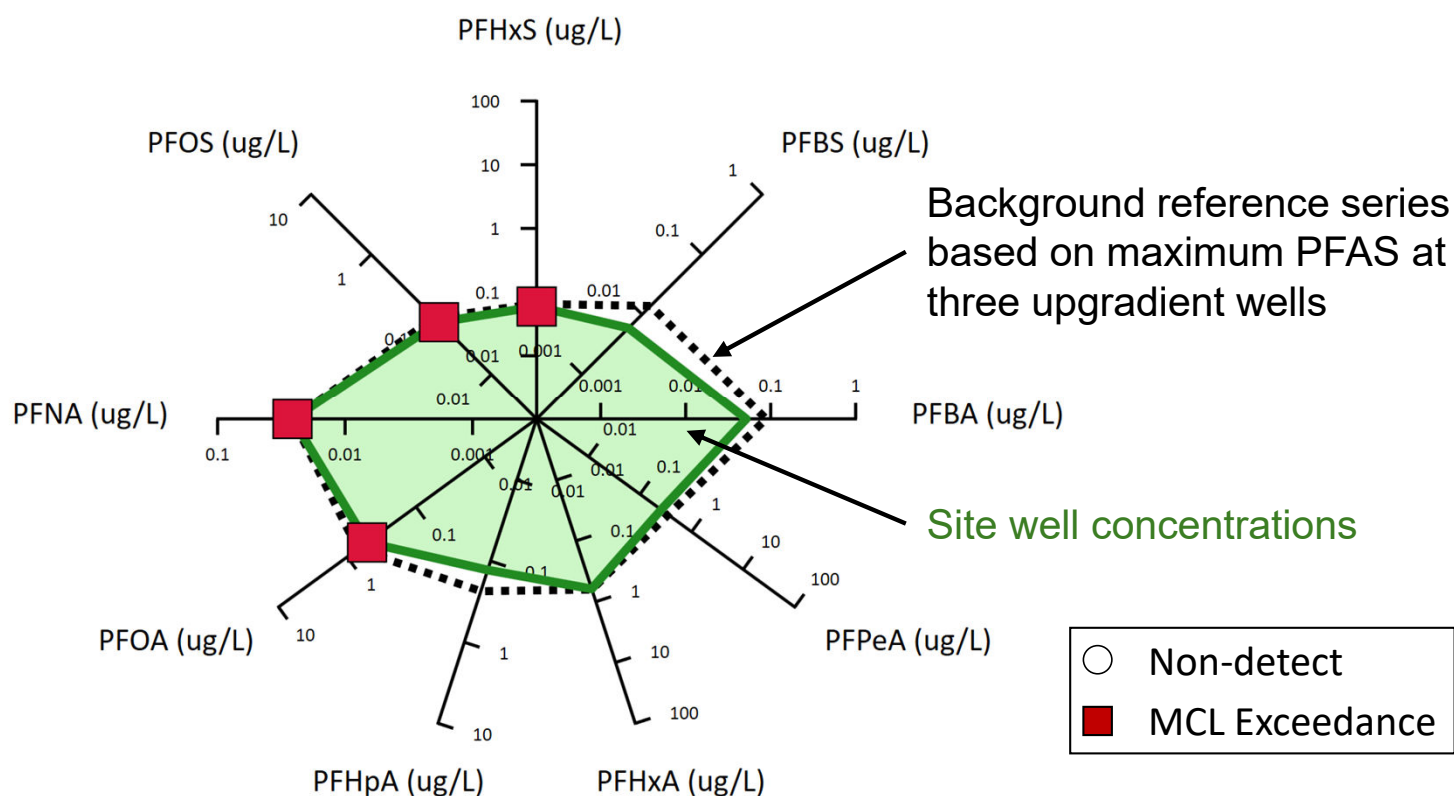 PFHxS (ug/L)
100
10
1
0.1
0.01
0.001
PFOS (ug/L)
10
1
0.1
0.01
PFBS (ug/L)
1
0.1
0.01
0.001
Background reference series
based on maximum PFAS at
three upgradient wells
PFNA (ug/L)
0.1
0.01
0.001
PFBA (ug/L)
0.01
0.1
1
Site well concentrations
PFOA (ug/L)
10
1
0.1
0.01
PFPeA (ug/L)
0.01
0.1
1
10
100
PFHpA (ug/L)
10
1
0.1
0.01
PFHxA (ug/L)
0.01
0.1
1
10
100
Non-detect
MCL Exceedance